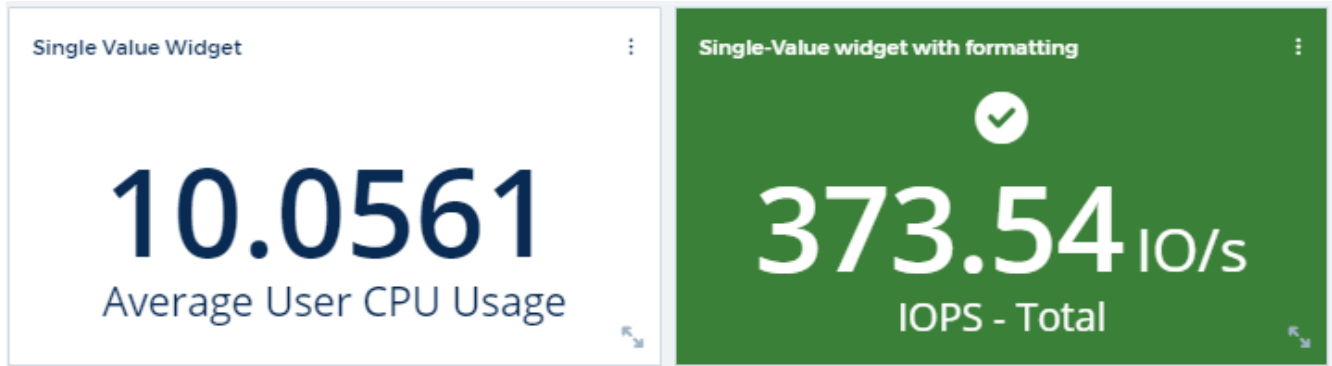 Single Value Widget
10.0561
Average User CPU Usage
Single-Value widget with formatting
373.54 IO/s
IOPS - Total